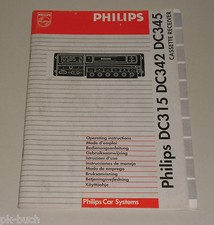 PHILIPS
Operating instructions
Mode d'emploi
Bedienungsanleitung
Gebruiksaanwijzing
Istruzioni d'uso
Instrucciones de manejo
Modo de emprego
Bruksanvisning
Betjeningsvejledning
Käyttöohje
Philips Car Systems
Philips DC315 DC342 DC345
CASSETTE RECEIVER
pk-buch